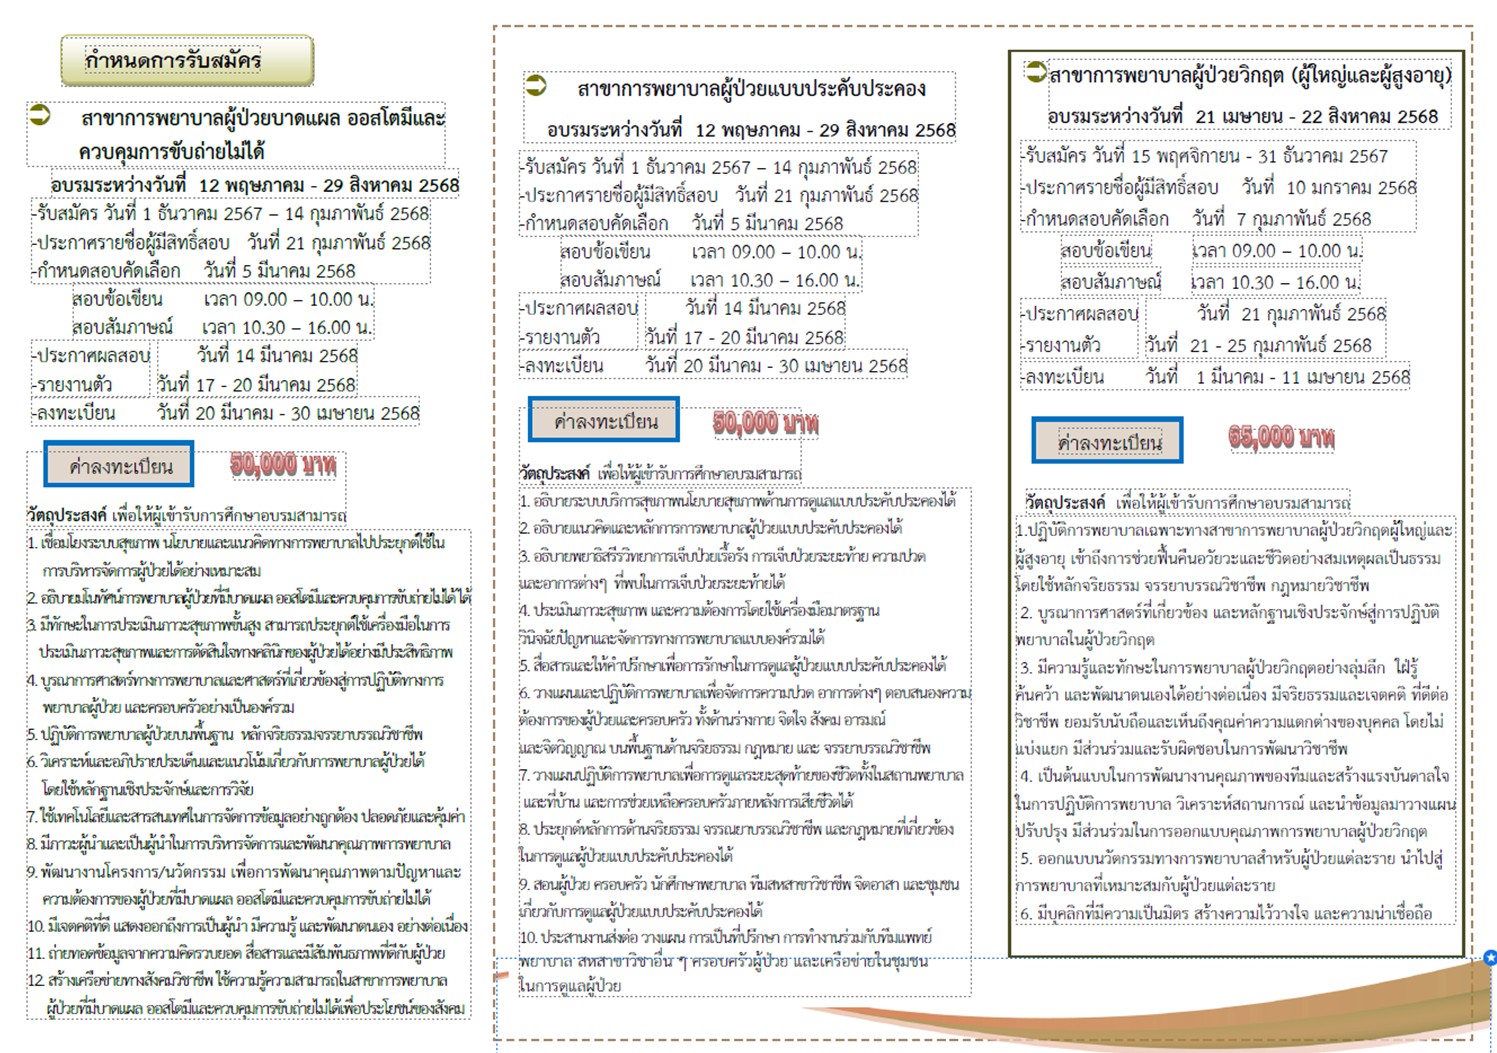 กำหนดการรับสมัคร
สาขาการพยาบาลผู้ป่วยบาดแผล ออสโตมีและ
ควบคุมการขับถ่ายไม่ได้
อบรมระหว่างวันที่ 12 พฤษภาคม - 29 สิงหาคม 2568
-รับสมัคร วันที่ 1 ธันวาคม 2567 – 14 กุมภาพันธ์ 2568
-ประกาศรายชื่อผู้มีสิทธิ์สอบ วันที่ 21 กุมภาพันธ์ 2568
-กำหนดสอบคัดเลือก วันที่ 5 มีนาคม 2568
สอบข้อเขียน เวลา 09.00 – 10.00 น.
สอบสัมภาษณ์ เวลา 10.30 – 16.00 น.
-ประกาศผลสอบ วันที่ 14 มีนาคม 2568
-รายงานตัว วันที่ 17 - 20 มีนาคม 2568
-ลงทะเบียน วันที่ 20 มีนาคม - 30 เมษายน 2568
ค่าลงทะเบียน 50,000 บาท
วัตถุประสงค์ เพื่อให้ผู้เข้ารับการศึกษาอบรมสามารถ
1. เชื่อมโยงระบบสุขภาพ นโยบายและแนวคิดทางการพยาบาลไปประยุกต์ใช้ใน
การบริหารจัดการผู้ป่วยได้อย่างเหมาะสม
2. อธิบายมโนทัศน์การพยาบาลผู้ป่วยที่มีบาดแผล ออสโตมีและควบคุมการขับถ่ายไม่ได้ ได้
3. มีทักษะในการประเมินภาวะสุขภาพขั้นสูง สามารถประยุกต์ใช้เครื่องมือในการ
ประเมินภาวะสุขภาพและการตัดสินใจทางคลินิกของผู้ป่วยได้อย่างมีประสิทธิภาพ
4. บูรณาการศาสตร์ทางการพยาบาลและศาสตร์ที่เกี่ยวข้องสู่การปฏิบัติทางการ
พยาบาลผู้ป่วย และครอบครัวอย่างเป็นองค์รวม
5. ปฏิบัติการพยาบาลผู้ป่วยบนพื้นฐาน หลักจริยธรรมจรรยาบรรณวิชาชีพ
6. วิเคราะห์และอภิปรายประเด็นและแนวโน้มเกี่ยวกับการพยาบาลผู้ป่วยได้
โดยใช้หลักฐานเชิงประจักษ์และการวิจัย
7. ใช้เทคโนโลยีและสารสนเทศในการจัดการข้อมูลอย่างถูกต้อง ปลอดภัยและคุ้มค่า
8. มีภาวะผู้นำและเป็นผู้นำในการบริหารจัดการและพัฒนาคุณภาพการพยาบาล
9. พัฒนางานโครงการ/นวัตกรรม เพื่อการพัฒนาคุณภาพตามปัญหาและ
ความต้องการของผู้ป่วยที่มีบาดแผล ออสโตมีและควบคุมการขับถ่ายไม่ได้
10. มีเจตคติที่ดี แสดงออกถึงการเป็นผู้นำ มีความรู้ และพัฒนาตนเอง อย่างต่อเนื่อง
11. ถ่ายทอดข้อมูลจากความคิดรวบยอด สื่อสารและมีสัมพันธภาพที่ดีกับผู้ป่วย
12. สร้างเครือข่ายทางสังคมวิชาชีพ ใช้ความรู้ความสามารถในสาขาการพยาบาล
ผู้ป่วยที่มีบาดแผล ออสโตมีและควบคุมการขับถ่ายไม่ได้เพื่อประโยชน์ของสังคม
สาขาการพยาบาลผู้ป่วยแบบประคับประคอง
อบรมระหว่างวันที่ 12 พฤษภาคม - 29 สิงหาคม 2568
-รับสมัคร วันที่ 1 ธันวาคม 2567 – 14 กุมภาพันธ์ 2568
-ประกาศรายชื่อผู้มีสิทธิ์สอบ วันที่ 21 กุมภาพันธ์ 2568
-กำหนดสอบคัดเลือก วันที่ 5 มีนาคม 2568
สอบข้อเขียน เวลา 09.00 – 10.00 น.
สอบสัมภาษณ์ เวลา 10.30 – 16.00 น.
-ประกาศผลสอบ วันที่ 14 มีนาคม 2568
-รายงานตัว วันที่ 17 - 20 มีนาคม 2568
-ลงทะเบียน วันที่ 20 มีนาคม - 30 เมษายน 2568
ค่าลงทะเบียน 50,000 บาท
วัตถุประสงค์ เพื่อให้ผู้เข้ารับการศึกษาอบรมสามารถ
1. อธิบายระบบบริการสุขภาพนโยบายสุขภาพด้านการดูแลแบบประคับประคองได้
2. อธิบายแนวคิดและหลักการการพยาบาลผู้ป่วยแบบประคับประคองได้
3. อธิบายพยาธิสรีรวิทยาการเจ็บป่วยเรื้อรัง การเจ็บป่วยระยะท้าย ความปวด
และอาการต่างๆ ที่พบในการเจ็บป่วยระยะท้ายได้
4. ประเมินภาวะสุขภาพ และความต้องการโดยใช้เครื่องมือมาตรฐาน
วินิจฉัยปัญหาและจัดการทางการพยาบาลแบบองค์รวมได้
5. สื่อสารและให้คำปรึกษาเพื่อการรักษาในการดูแลผู้ป่วยแบบประคับประคองได้
6. วางแผนและปฏิบัติการพยาบาลเพื่อจัดการความปวด อาการต่างๆ ตอบสนองความ
ต้องการของผู้ป่วยและครอบครัว ทั้งด้านร่างกาย จิตใจ สังคม อารมณ์
และจิตวิญญาณ บนพื้นฐานด้านจริยธรรม กฎหมาย และ จรรยาบรรณวิชาชีพ
7. วางแผนปฏิบัติการพยาบาลเพื่อการดูแลระยะสุดท้ายของชีวิตทั้งในสถานพยาบาล
และที่บ้าน และการช่วยเหลือครอบครัวภายหลังการเสียชีวิตได้
8. ประยุกต์หลักการด้านจริยธรรม จรรณยาบรรณวิชาชีพ และกฎหมายที่เกี่ยวข้อง
ในการดูแลผู้ป่วยแบบประคับประคองได้
9. สอนผู้ป่วย ครอบครัว นักศึกษาพยาบาล ทีมสหสาขาวิชาชีพ จิตอาสา และชุมชน
เกี่ยวกับการดูแลผู้ป่วยแบบประคับประคองได้
10. ประสานงานส่งต่อ วางแผน การเป็นที่ปรึกษา การทำงานร่วมกับทีมแพทย์
พยาบาล สหสาขาวิชาอื่น ๆ ครอบครัวผู้ป่วย และเครือข่ายในชุมชน
ในการดูแลผู้ป่วย
สาขาการพยาบาลผู้ป่วยวิกฤต (ผู้ใหญ่และผู้สูงอายุ)
อบรมระหว่างวันที่ 21 เมษายน - 22 สิงหาคม 2568
-รับสมัคร วันที่ 15 พฤศจิกายน - 31 ธันวาคม 2567
-ประกาศรายชื่อผู้มีสิทธิ์สอบ วันที่ 10 มกราคม 2568
-กำหนดสอบคัดเลือก วันที่ 7 กุมภาพันธ์ 2568
สอบข้อเขียน เวลา 09.00 – 10.00 น.
สอบสัมภาษณ์ เวลา 10.30 – 16.00 น.
-ประกาศผลสอบ วันที่ 21 กุมภาพันธ์ 2568
-รายงานตัว วันที่ 21 - 25 กุมภาพันธ์ 2568
-ลงทะเบียน วันที่ 1 มีนาคม - 11 เมษายน 2568
ค่าลงทะเบียน 65,000 บาท
วัตถุประสงค์ เพื่อให้ผู้เข้ารับการศึกษาอบรมสามารถ
1.ปฏิบัติการพยาบาลเฉพาะทางสาขาการพยาบาลผู้ป่วยวิกฤตผู้ใหญ่และ
ผู้สูงอายุ เข้าถึงการช่วยฟื้นคืนอวัยวะและชีวิตอย่างสมเหตุผลเป็นธรรม
โดยใช้หลักจริยธรรม จรรยาบรรณวิชาชีพ กฎหมายวิชาชีพ
2. บูรณาการศาสตร์ที่เกี่ยวข้อง และหลักฐานเชิงประจักษ์สู่การปฏิบัติ
พยาบาลในผู้ป่วยวิกฤต
3. มีความรู้และทักษะในการพยาบาลผู้ป่วยวิกฤตอย่างลุ่มลึก ใฝ่รู้
ค้นคว้า และพัฒนาตนเองได้อย่างต่อเนื่อง มีจริยธรรมและเจตคติ ที่ดีต่อ
วิชาชีพ ยอมรับนับถือและเห็นถึงคุณค่าความแตกต่างของบุคคล โดยไม่
แบ่งแยก มีส่วนร่วมและรับผิดชอบในการพัฒนาวิชาชีพ
4. เป็นต้นแบบในการพัฒนางานคุณภาพของทีมและสร้างแรงบันดาลใจ
ในการปฏิบัติการพยาบาล วิเคราะห์สถานการณ์ และนำข้อมูลมาวางแผน
ปรับปรุง มีส่วนร่วมในการออกแบบคุณภาพการพยาบาลผู้ป่วยวิกฤต
5. ออกแบบนวัตกรรมทางการพยาบาลสำหรับผู้ป่วยแต่ละราย นำไปสู่
การพยาบาลที่เหมาะสมกับผู้ป่วยแต่ละราย
6. มีบุคลิกที่มีความเป็นมิตร สร้างความไว้วางใจ และความน่าเชื่อถือ